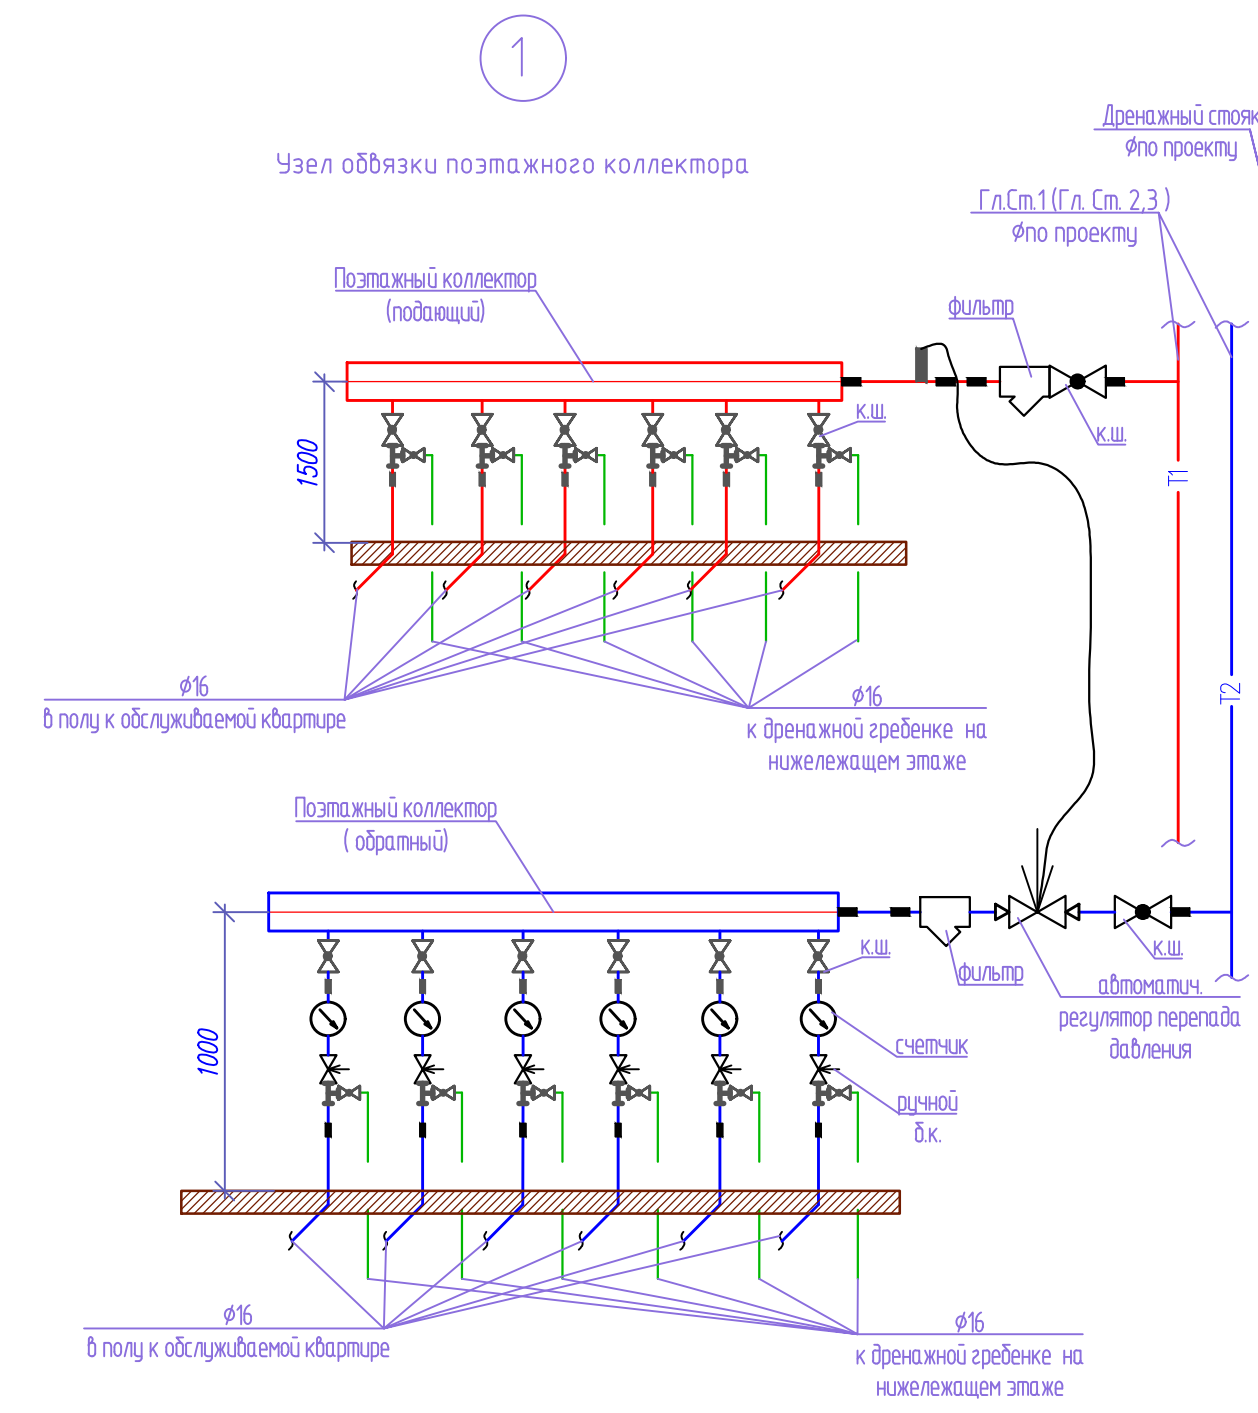 1
Узел обвязки поэтажного коллектора
Дренажный стояк
Øпо проекту
Гл.Ст.1 (Гл. Ст. 2,3 )
Øпо проекту
Поэтажный коллектор
(подающий)
фильтр
к.ш.
к.ш.
1500
Т1
Ø16
в полу к обслуживаемой квартире
Ø16
к дренажной гребенке на
нижележащем этаже
Т2
Поэтажный коллектор
( обратный)
к.ш.
фильтр
к.ш.
автоматич.
регулятор перепада
давления
1000
счетчик
ручной
б.к.
Ø16
в полу к обслуживаемой квартире
Ø16
к дренажной гребенке на
нижележащем этаже